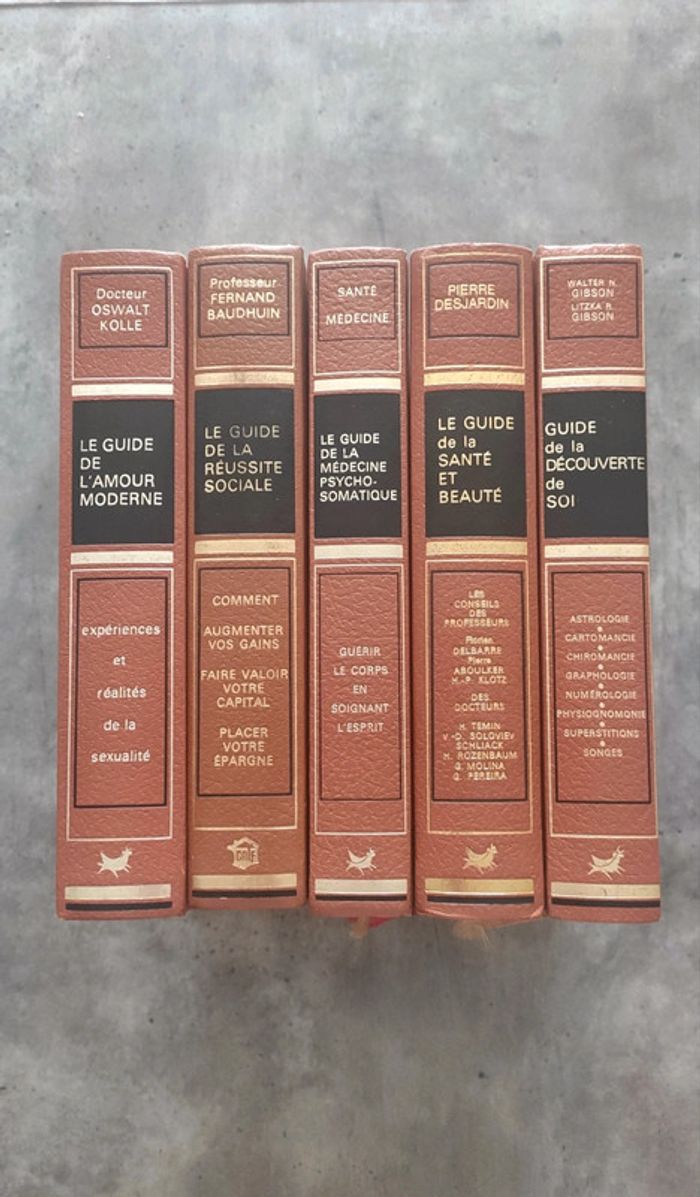 Docteur
OSWALT
KOLLE
LE GUIDE
DE
L'AMOUR
MODERNE
expériences
et
réalités
de la
sexualité
Professeur
FERNAND
BAUDHUIN
LE GUIDE
DE LA
RÉUSSITE
SOCIALE
COMMENT
AUGMENTER
VOS GAINS
FAIRE VALOIR
VOTRE
CAPITAL
PLACER
VOTRE
ÉPARGNE
SANTÉ
MÉDECINE
LE GUIDE
DE LA
MÉDECINE
PSYCHO-
SOMATIQUE
GUÉRIR
LE CORPS
EN
SOIGNANT
L'ESPRIT
PIERRE
DESJARDIN
LE GUIDE
de la
SANTÉ
ET
BEAUTÉ
LES
CONSEILS
DES
PROFESSEURS
Florian
DELBARRE
Pierre
ABOULKER
H.-P. KLOTZ
DES
DOCTEURS
H. TEMIN
V.-D. SOLOVIEV
SCHLIACK
H. ROZENBAUM
G. MOLINA
G. PEREIRA
WALTER N.
GIBSON
LITZKA R.
GIBSON
GUIDE
de la
DÉCOUVERTE
de
SOI
ASTROLOGIE
CARTOMANCIE
CHIROMANCIE
GRAPHOLOGIE
NUMÉROLOGIE
PHYSIOGNOMONIE
SUPERSTITIONS
SONGES